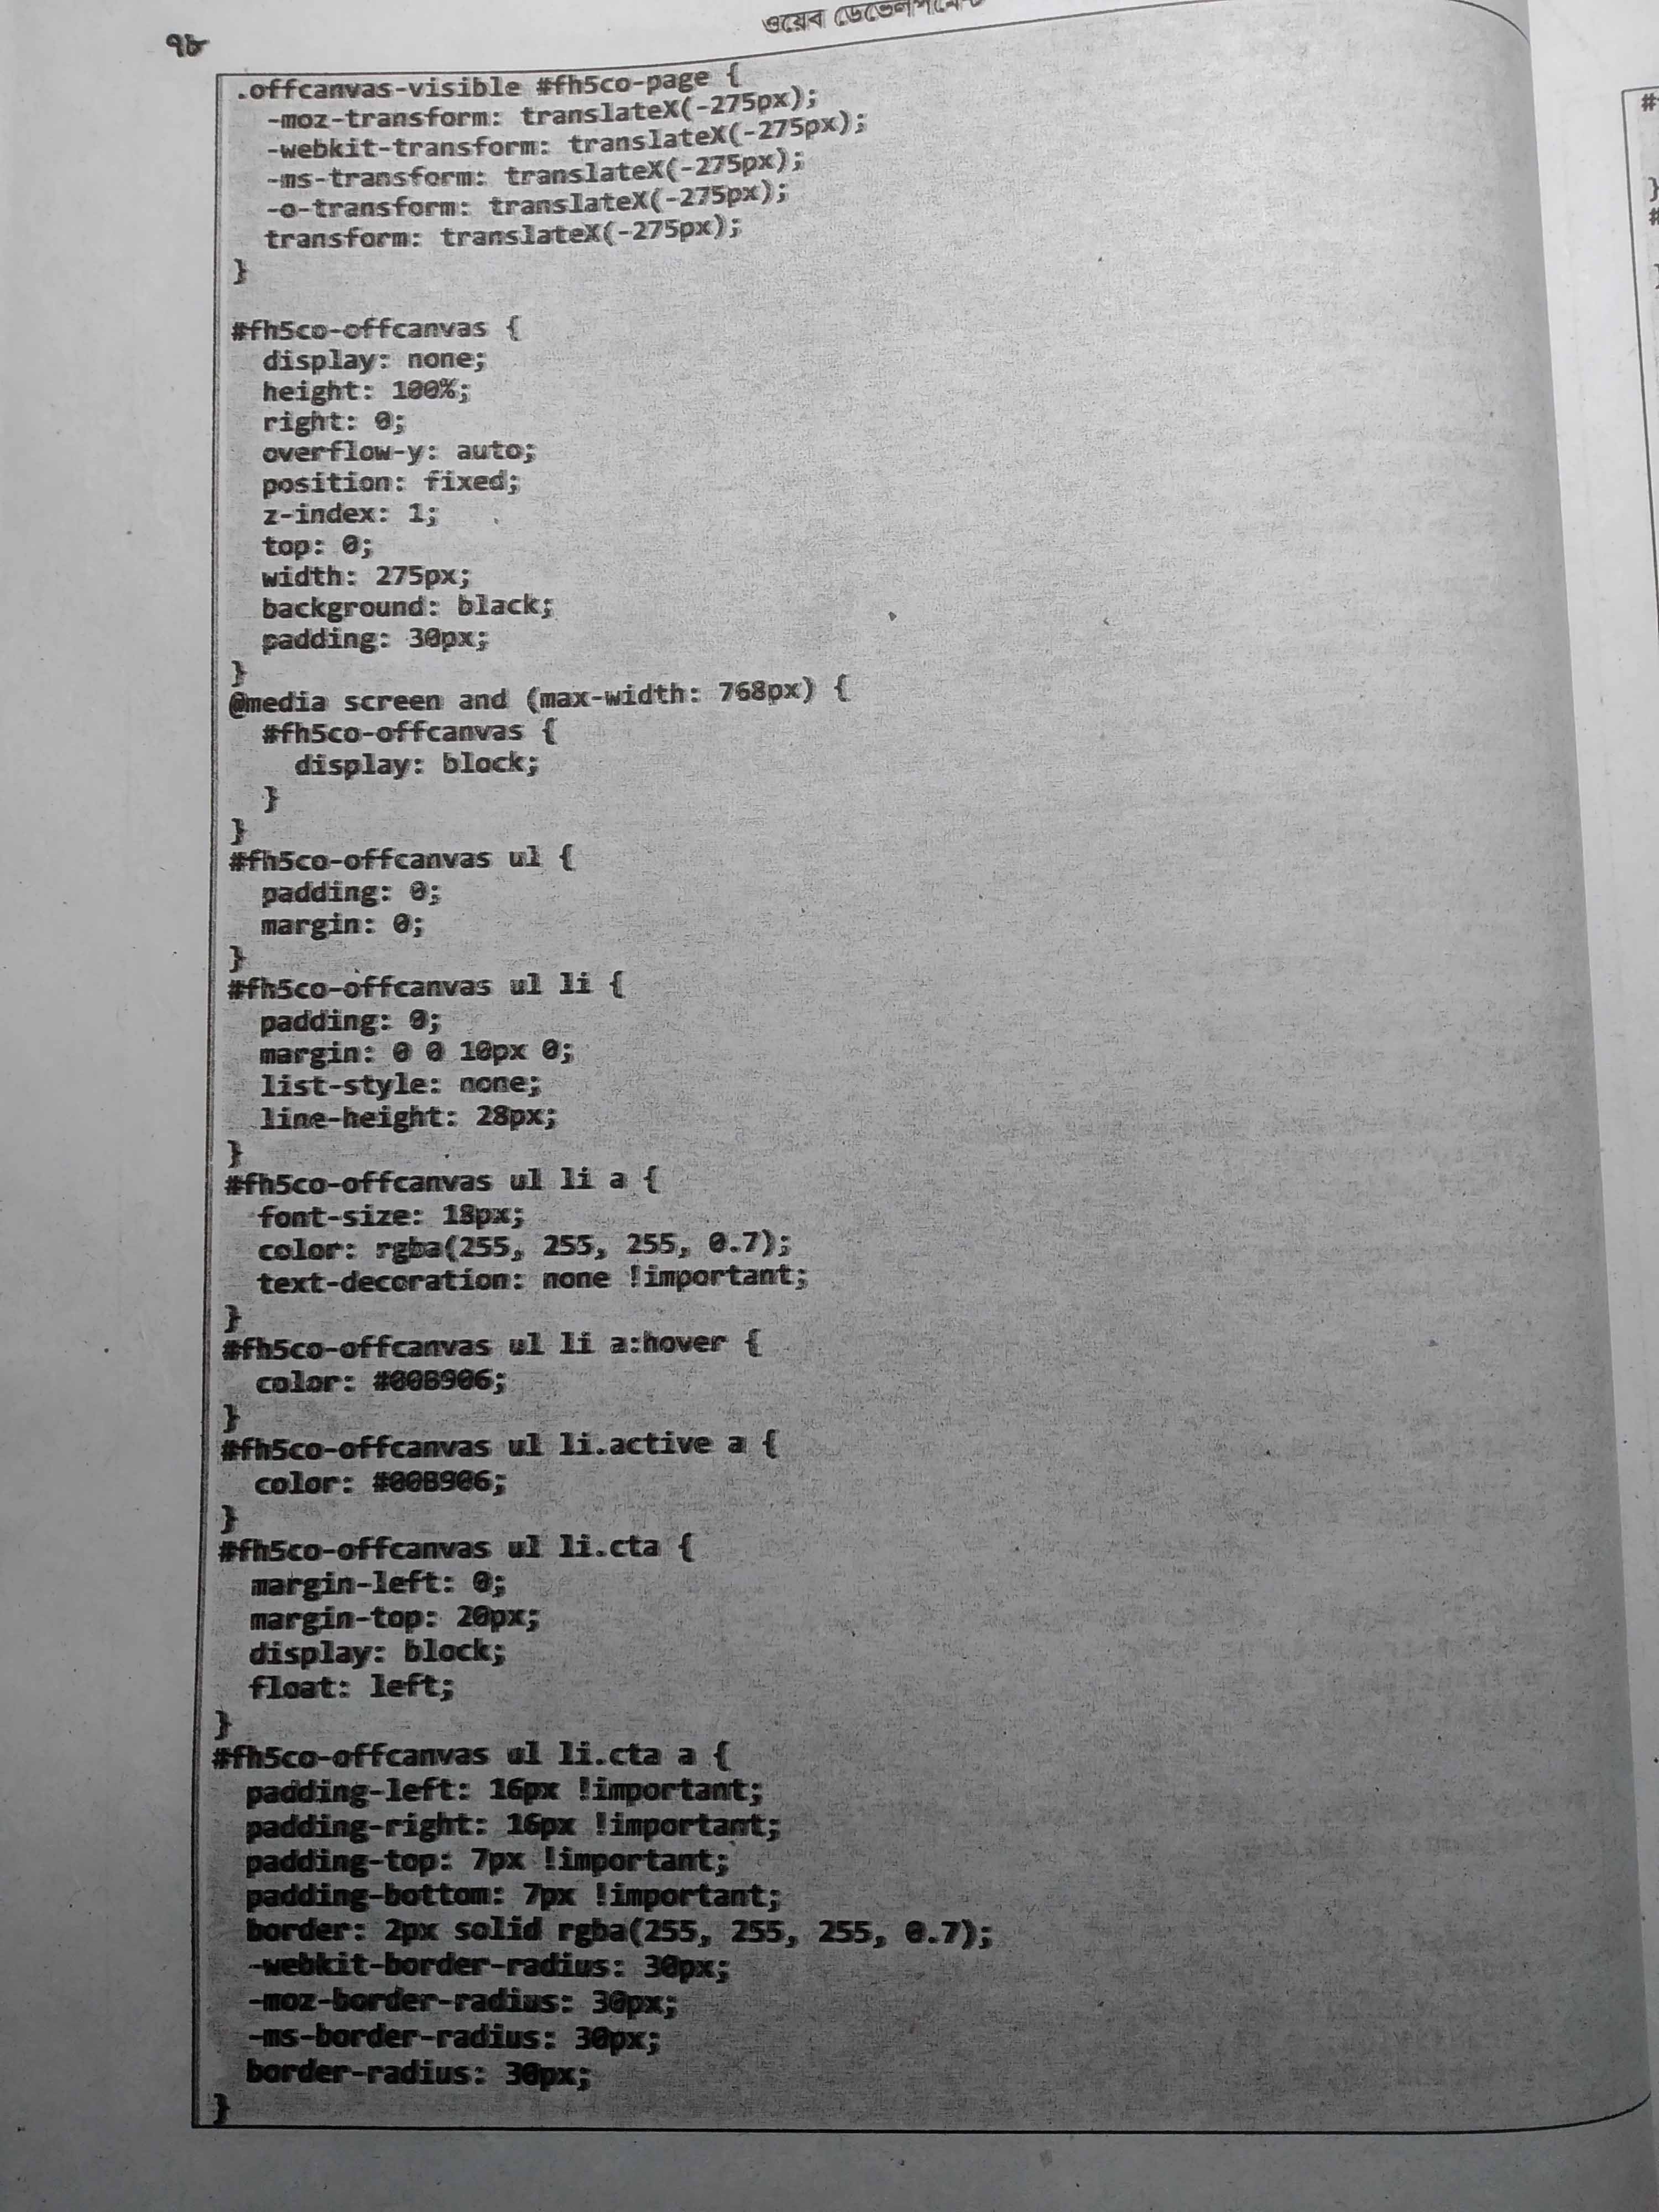 ৭৮
ওয়েব ডেভেলপমেন্ট
.offcanvas-visible #fh5co-page {
  -moz-transform: translateX(-275px);
  -webkit-transform: translateX(-275px);
  -ms-transform: translateX(-275px);
  -o-transform: translateX(-275px);
  transform: translateX(-275px);
}

#fh5co-offcanvas {
  display: none;
  height: 100%;
  right: 0;
  overflow-y: auto;
  position: fixed;
  z-index: 1;
  top: 0;
  width: 275px;
  background: black;
  padding: 30px;
}
@media screen and (max-width: 768px) {
  #fh5co-offcanvas {
    display: block;
  }
}
#fh5co-offcanvas ul {
  padding: 0;
  margin: 0;
}
#fh5co-offcanvas ul li {
  padding: 0;
  margin: 0 0 10px 0;
  list-style: none;
  line-height: 28px;
}
#fh5co-offcanvas ul li a {
  font-size: 18px;
  color: rgba(255, 255, 255, 0.7);
  text-decoration: none !important;
}
#fh5co-offcanvas ul li a:hover {
  color: #00B906;
}
#fh5co-offcanvas ul li.active a {
  color: #00B906;
}
#fh5co-offcanvas ul li.cta {
  margin-left: 0;
  margin-top: 20px;
  display: block;
  float: left;
}
#fh5co-offcanvas ul li.cta a {
  padding-left: 16px !important;
  padding-right: 16px !important;
  padding-top: 7px !important;
  padding-bottom: 7px !important;
  border: 2px solid rgba(255, 255, 255, 0.7);
  -webkit-border-radius: 30px;
  -moz-border-radius: 30px;
  -ms-border-radius: 30px;
  border-radius: 30px;
}